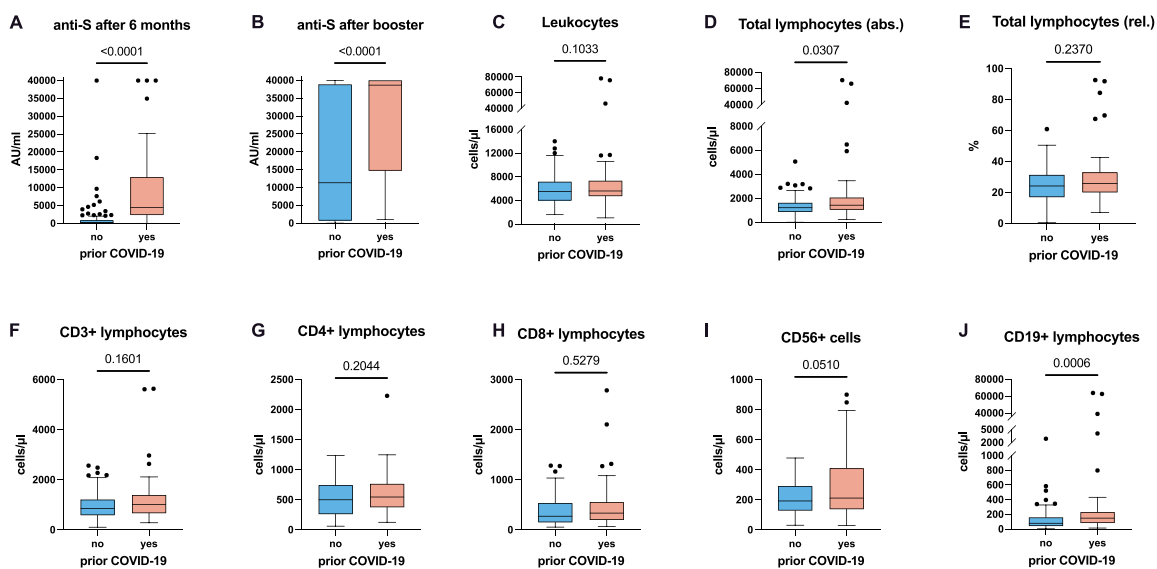 A anti-S after 6 months
<0.0001
40000
35000
30000
25000
20000
15000
10000
5000
0
AU/ml
no yes
prior COVID-19
B anti-S after booster
<0.0001
40000
35000
30000
25000
20000
15000
10000
5000
0
AU/ml
no yes
prior COVID-19
C Leukocytes
0.1033
80000
60000
40000
16000
12000
8000
4000
0
cells/µl
no yes
prior COVID-19
D Total lymphocytes (abs.)
0.0307
80000
60000
40000
8000
6000
4000
2000
0
cells/µl
no yes
prior COVID-19
E Total lymphocytes (rel.)
0.2370
100
80
60
40
20
0
%
no yes
prior COVID-19
F CD3+ lymphocytes
0.1601
6000
4000
2000
0
cells/µl
no yes
prior COVID-19
G CD4+ lymphocytes
0.2044
2500
2000
1500
1000
500
0
cells/µl
no yes
prior COVID-19
H CD8+ lymphocytes
0.5279
3000
2000
1000
0
cells/µl
no yes
prior COVID-19
I CD56+ cells
0.0510
1000
800
600
400
200
0
cells/µl
no yes
prior COVID-19
J CD19+ lymphocytes
0.0006
80000
60000
40000
5000
2000
1000
800
600
400
200
0
cells/µl
no yes
prior COVID-19